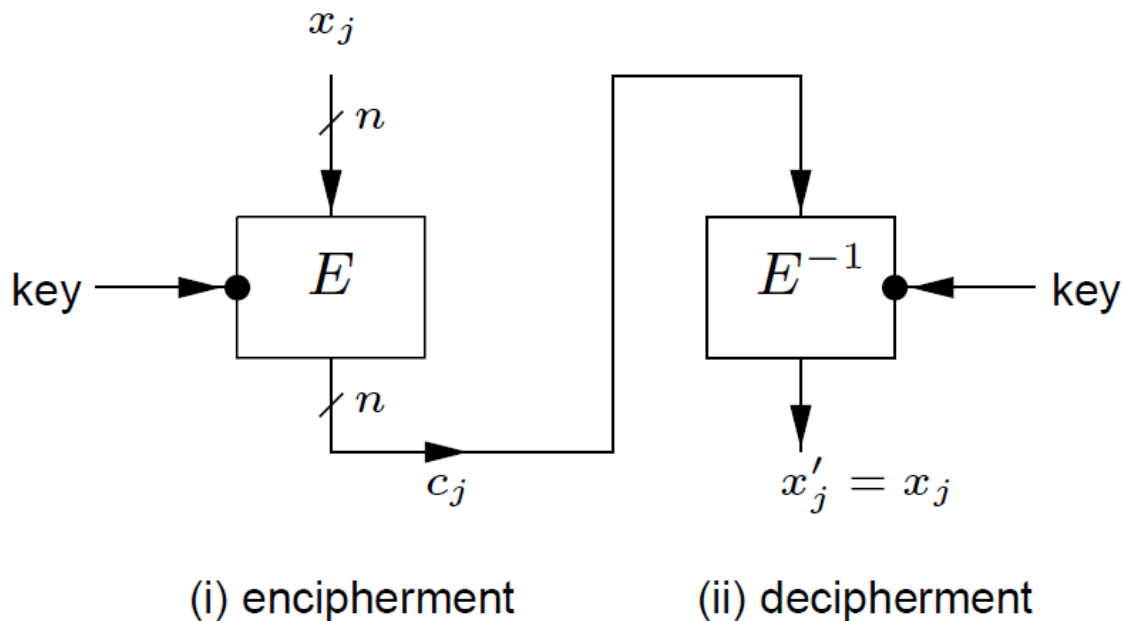 x_j
n
key E E^{-1} key
n
c_j x'_j = x_j
(i) encipherment (ii) decipherment